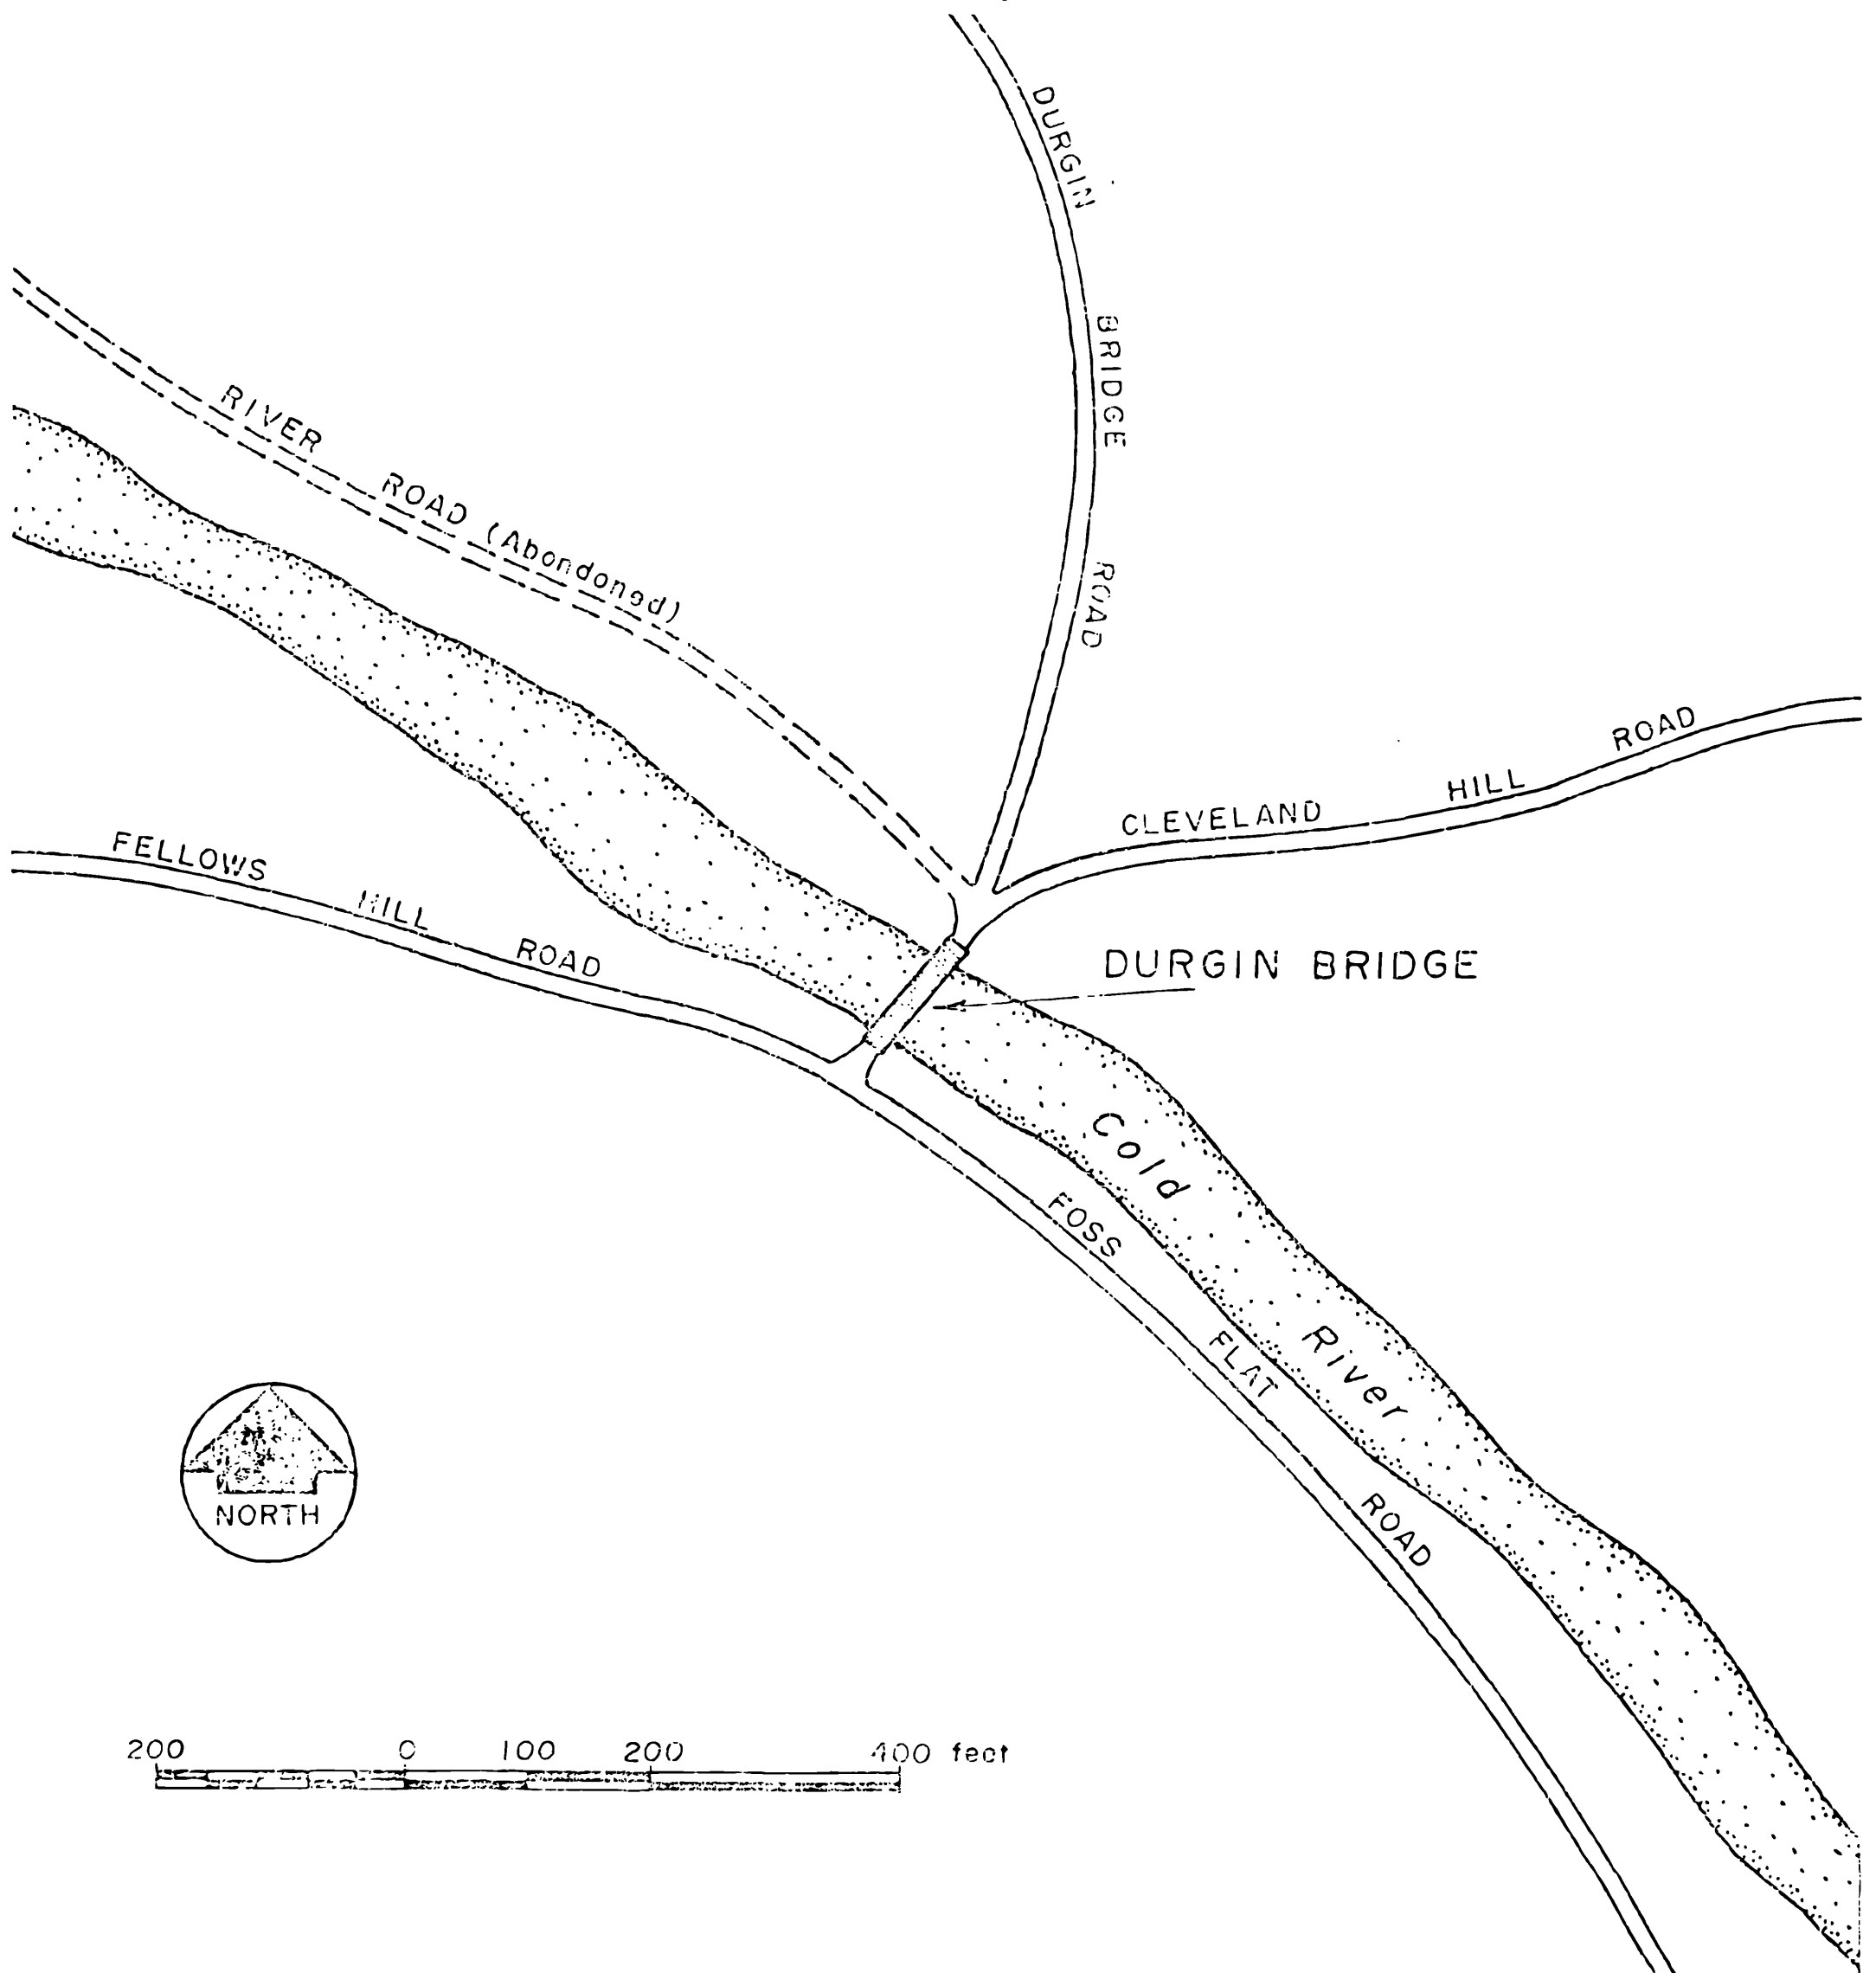 DURGIN BRIDGE ROAD
RIVER ROAD (Abondoned)
CLEVELAND HILL ROAD
FELLOWS HILL ROAD
DURGIN BRIDGE
Cold River
FOSS FLAT ROAD
NORTH
200 0 100 200 400 feet